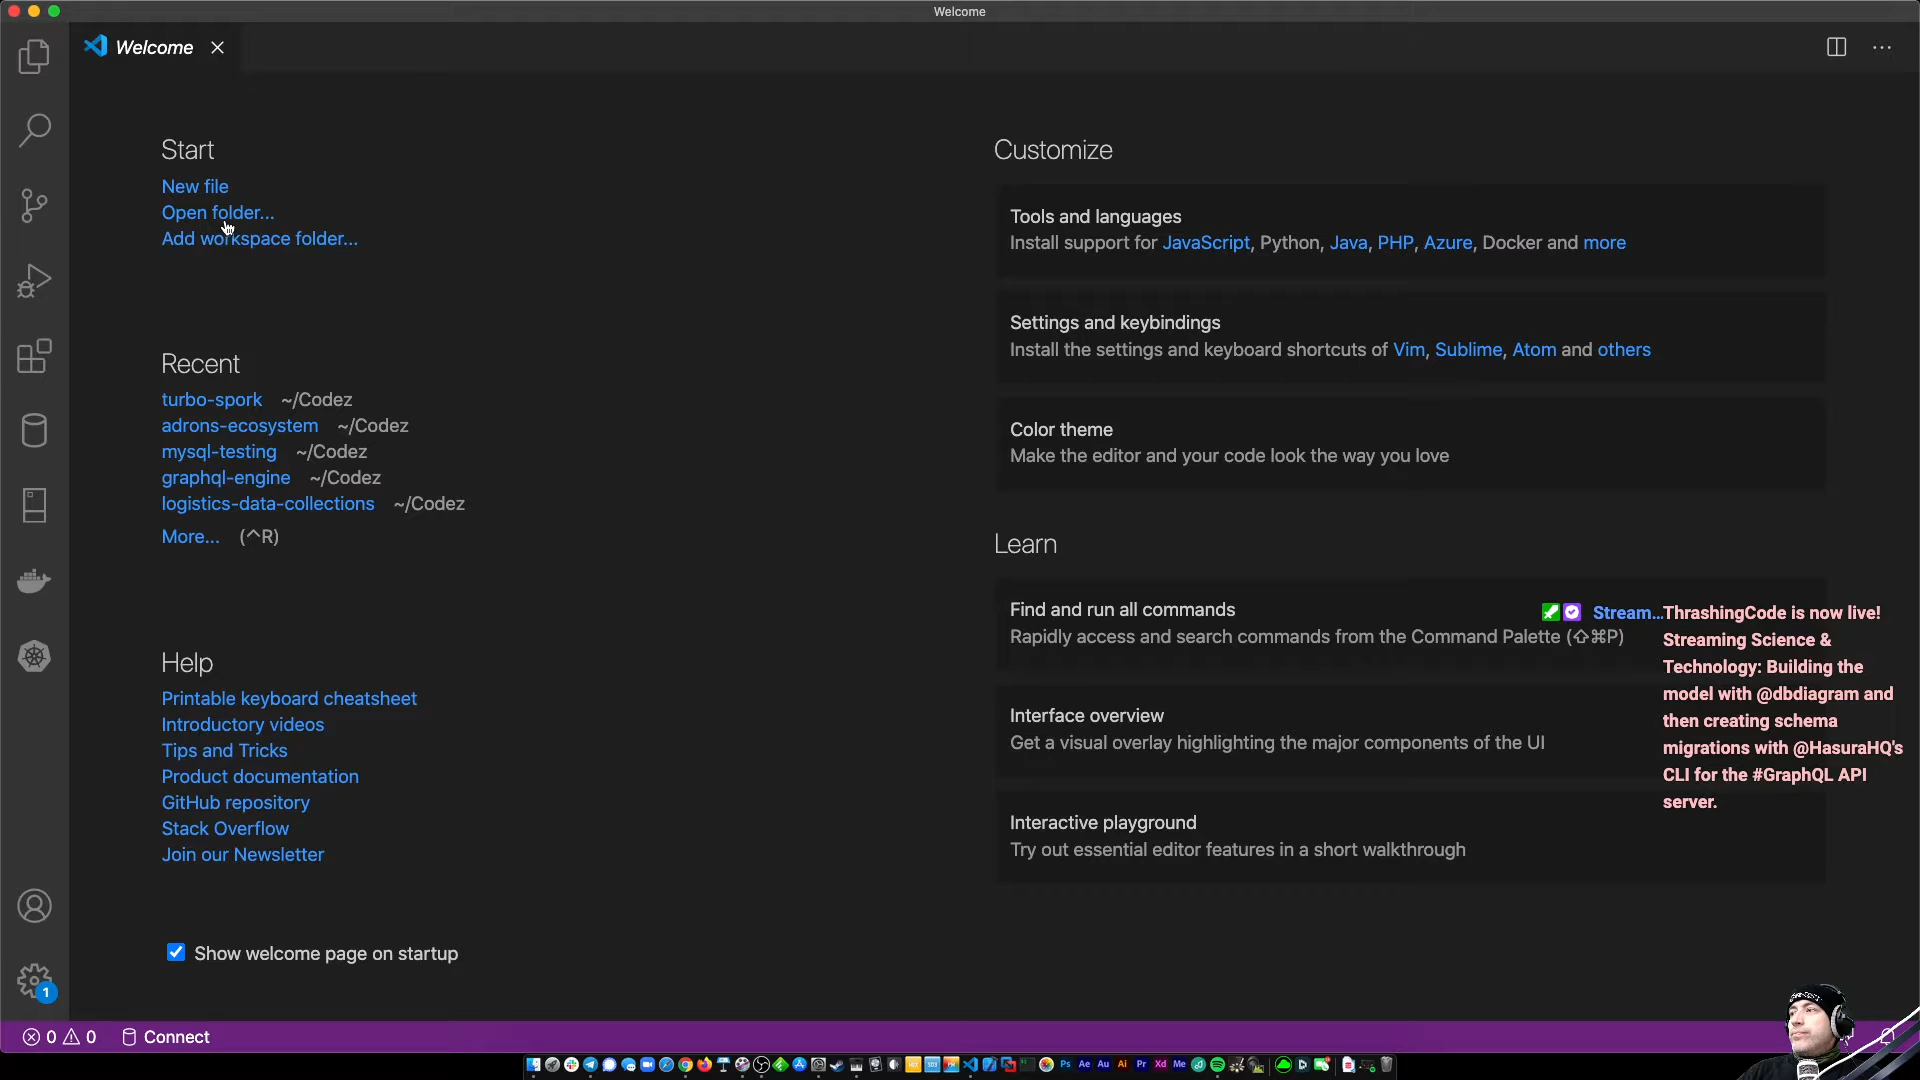 Welcome
Welcome
Start
New file
Open folder...
Add workspace folder...
Recent
turbo-spork ~/Codez
adrons-ecosystem ~/Codez
mysql-testing ~/Codez
graphql-engine ~/Codez
logistics-data-collections ~/Codez
More... (^R)
Help
Printable keyboard cheatsheet
Introductory videos
Tips and Tricks
Product documentation
GitHub repository
Stack Overflow
Join our Newsletter
Show welcome page on startup
Customize
Tools and languages
Install support for JavaScript, Python, Java, PHP, Azure, Docker and more
Settings and keybindings
Install the settings and keyboard shortcuts of Vim, Sublime, Atom and others
Color theme
Make the editor and your code look the way you love
Learn
Find and run all commands
Rapidly access and search commands from the Command Palette (⇧⌘P)
Interface overview
Get a visual overlay highlighting the major components of the UI
Interactive playground
Try out essential editor features in a short walkthrough
Stream... ThrashingCode is now live!
Streaming Science &
Technology: Building the
model with @dbdiagram and
then creating schema
migrations with @HasuraHQ's
CLI for the #GraphQL API
server.
1
0 0 Connect
Ps Ae Au Ai Pr Xd Me